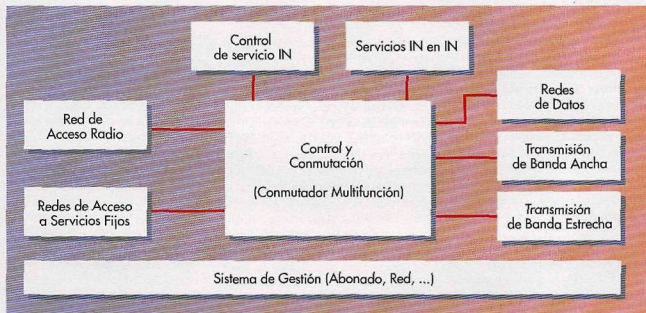 Control
de servicio IN
Servicios IN en IN
Red de
Acceso Radio
Redes de Acceso
a Servicios Fijos
Control y
Conmutación
(Conmutador Multifunción)
Redes
de Datos
Transmisión
de Banda Ancha
Transmisión
de Banda Estrecha
Sistema de Gestión (Abonado, Red, ...)